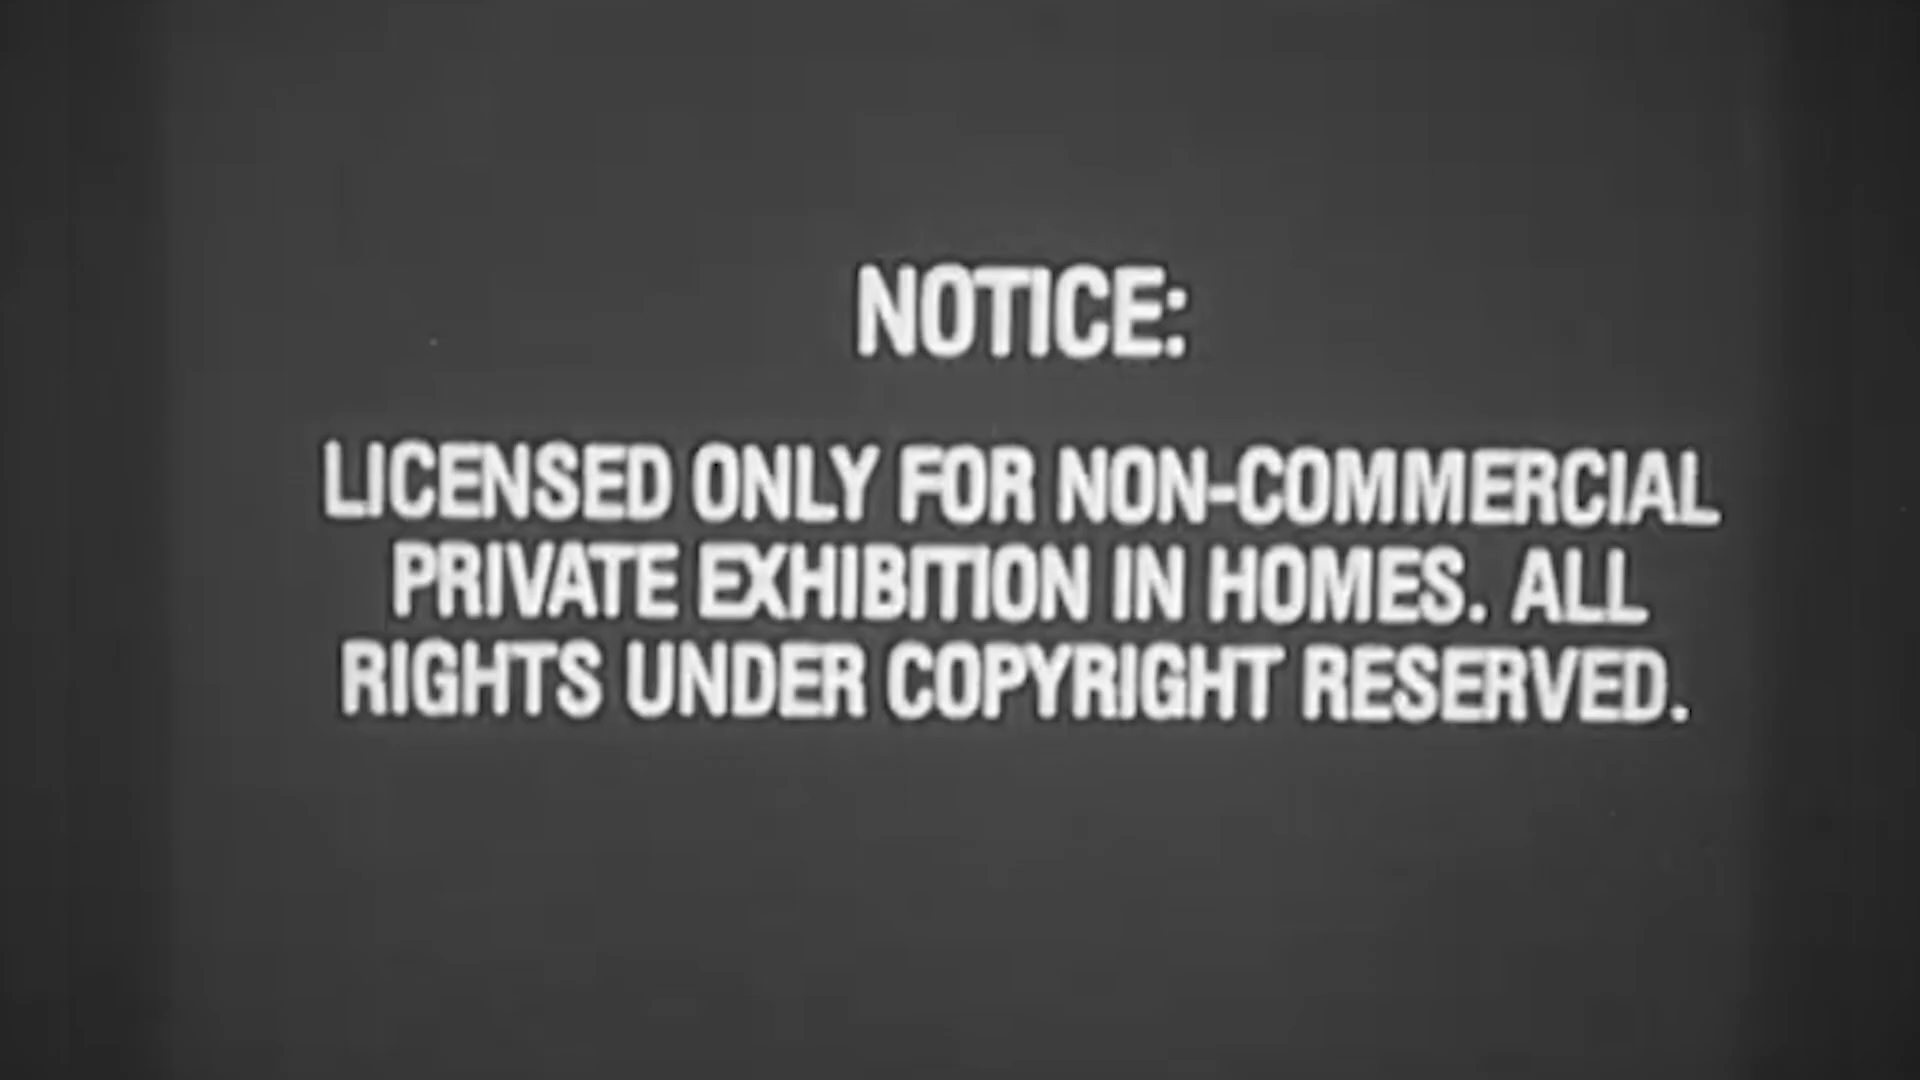 NOTICE:
LICENSED ONLY FOR NON-COMMERCIAL
PRIVATE EXHIBITION IN HOMES. ALL
RIGHTS UNDER COPYRIGHT RESERVED.